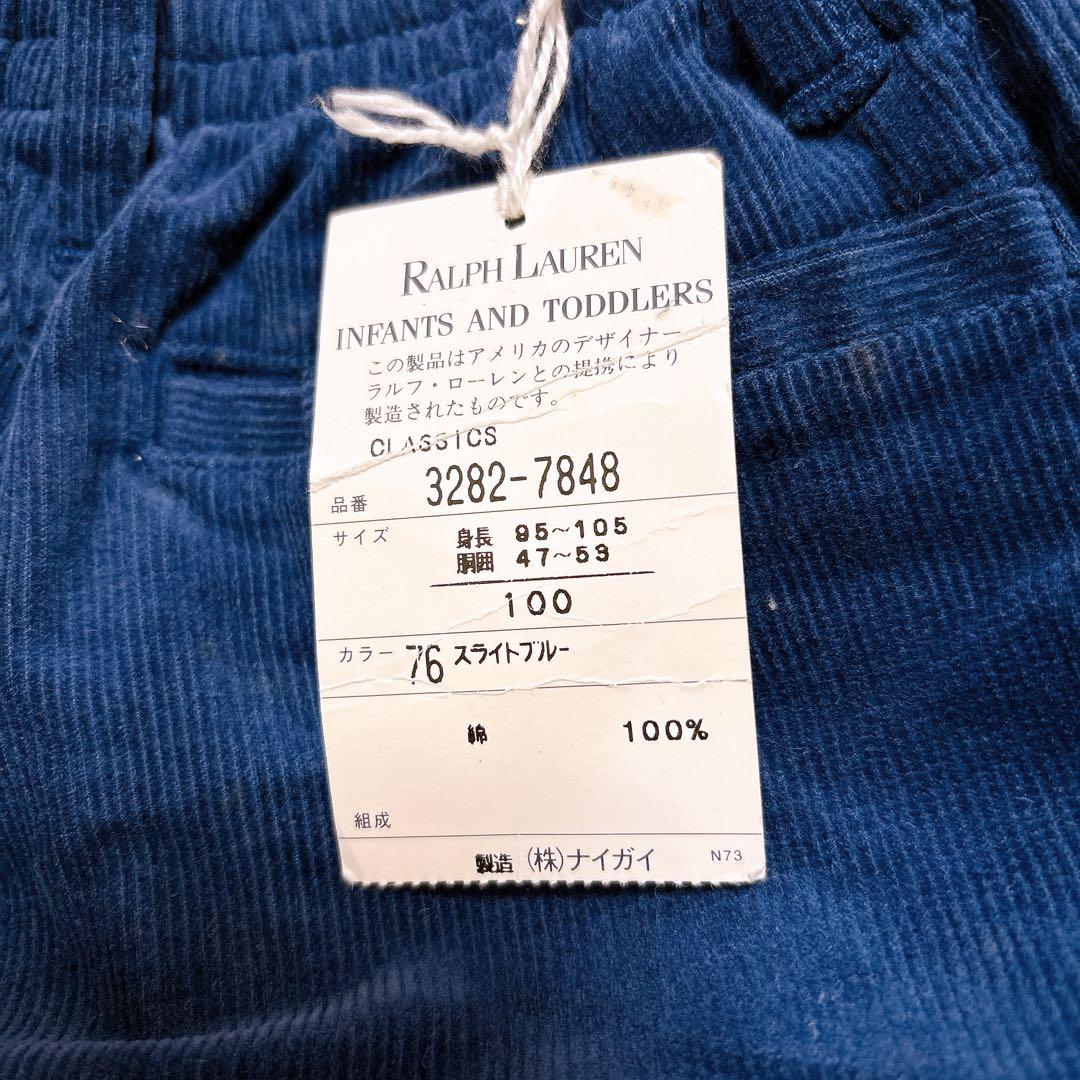 RALPH LAUREN
INFANTS AND TODDLERS
この製品はアメリカのデザイナー
ラルフ・ローレンとの提携により
製造されたものです。
CLASSICS
品番 3282-7848
サイズ 身長 95~105
胴囲 47~53
100
カラー 76 スライトブルー
綿 100%
組成
製造 (株)ナイガイ N73